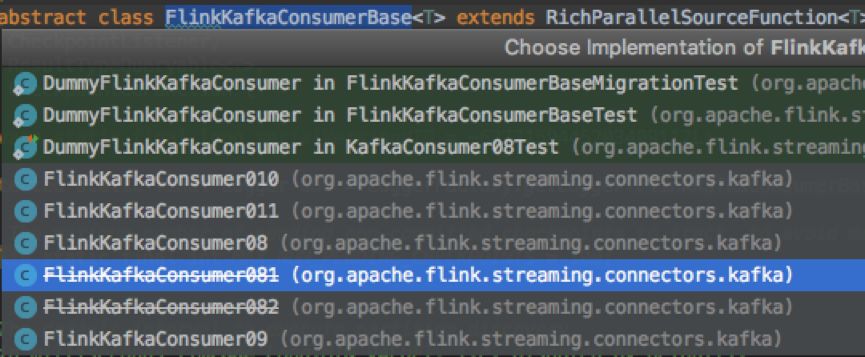 abstract class FlinkKafkaConsumerBase<T> extends RichParallelSourceFunction<T>
Choose Implementation of FlinkKafk
DummyFlinkKafkaConsumer in FlinkKafkaConsumerBaseMigrationTest (org.apache
DummyFlinkKafkaConsumer in FlinkKafkaConsumerBaseTest (org.apache.flink.st
DummyFlinkKafkaConsumer in KafkaConsumer08Test (org.apache.flink.streaming
FlinkKafkaConsumer010 (org.apache.flink.streaming.connectors.kafka)
FlinkKafkaConsumer011 (org.apache.flink.streaming.connectors.kafka)
FlinkKafkaConsumer08 (org.apache.flink.streaming.connectors.kafka)
FlinkKafkaConsumer081 (org.apache.flink.streaming.connectors.kafka)
FlinkKafkaConsumer082 (org.apache.flink.streaming.connectors.kafka)
FlinkKafkaConsumer09 (org.apache.flink.streaming.connectors.kafka)